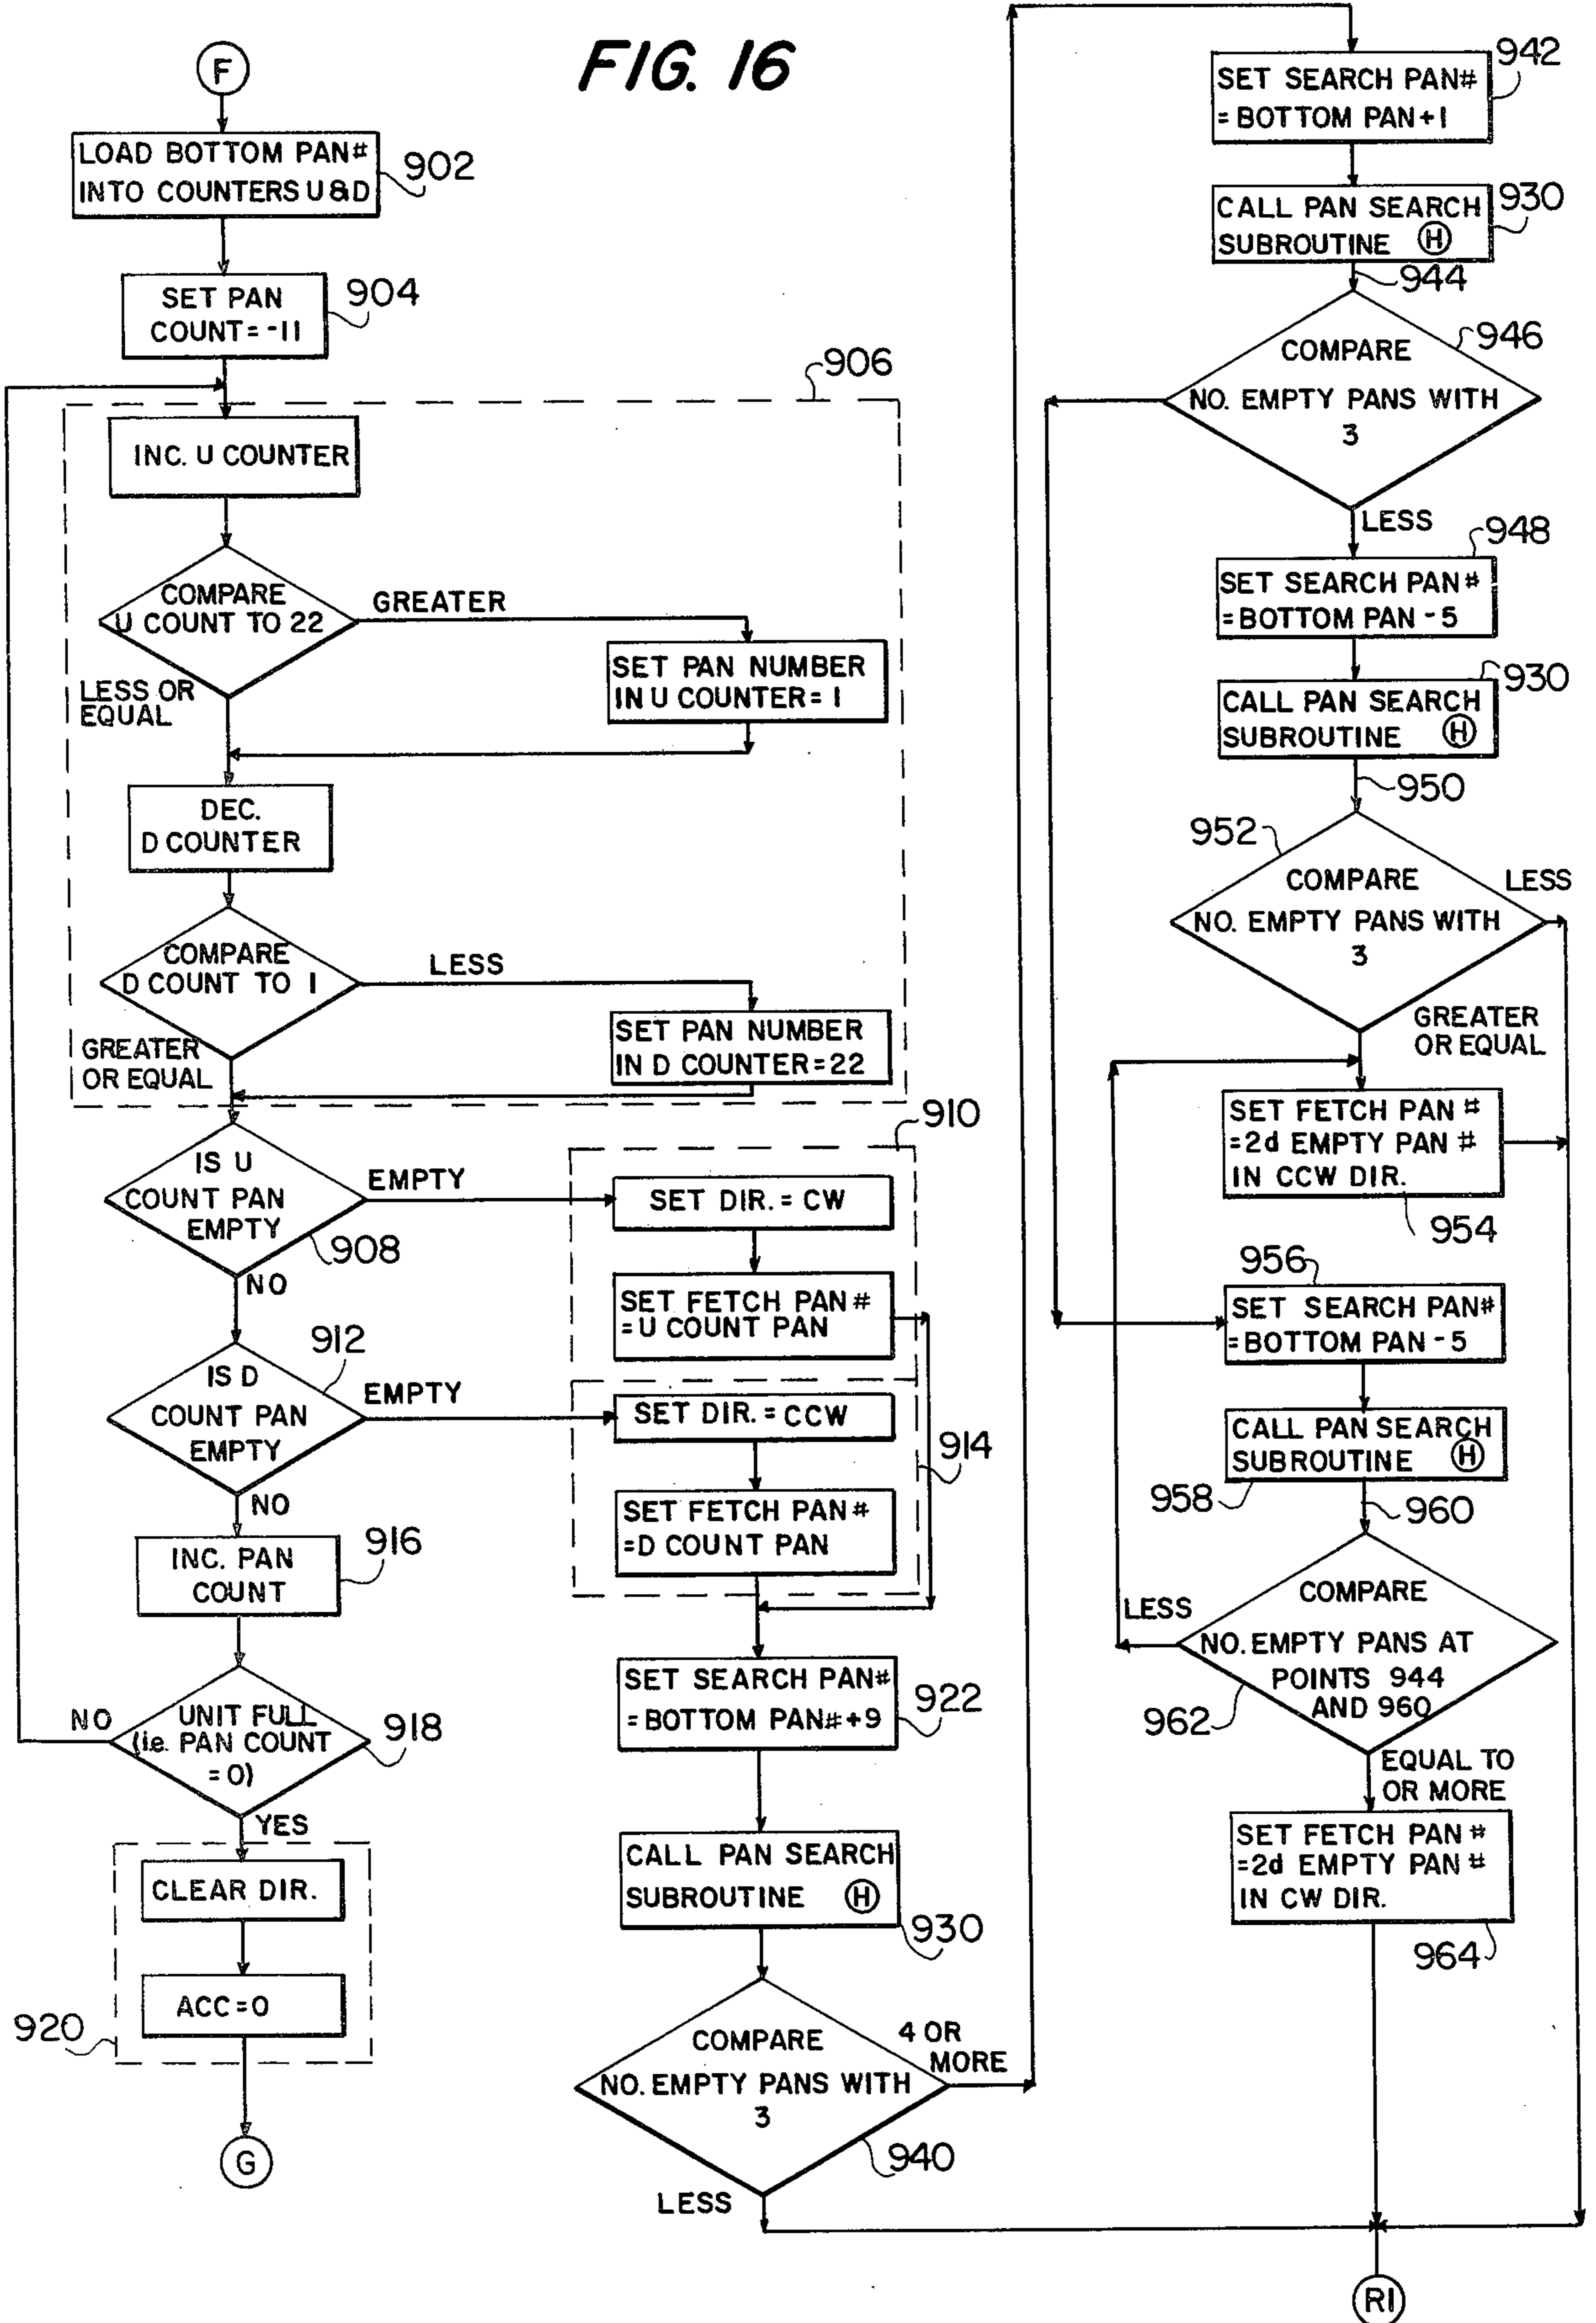 FIG. 16
F
LOAD BOTTOM PAN#
INTO COUNTERS U&D
902
SET PAN
COUNT=-11
904
906
INC. U COUNTER
COMPARE
U COUNT TO 22
GREATER
LESS OR
EQUAL
SET PAN NUMBER
IN U COUNTER=1
DEC.
D COUNTER
COMPARE
D COUNT TO 1
LESS
GREATER
OR EQUAL
SET PAN NUMBER
IN D COUNTER=22
IS U
COUNT PAN
EMPTY
908
EMPTY
NO
910
SET DIR. = CW
SET FETCH PAN #
=U COUNT PAN
IS D
COUNT PAN
EMPTY
912
EMPTY
NO
SET DIR. = CCW
SET FETCH PAN #
=D COUNT PAN
914
INC. PAN
COUNT
916
UNIT FULL
(i.e. PAN COUNT
=0)
918
NO
YES
CLEAR DIR.
ACC=0
920
G
SET SEARCH PAN#
=BOTTOM PAN#+9
922
CALL PAN SEARCH
SUBROUTINE H
930
COMPARE
NO. EMPTY PANS WITH
3
4 OR
MORE
940
LESS
942
SET SEARCH PAN#
=BOTTOM PAN+1
CALL PAN SEARCH
SUBROUTINE H
930
944
COMPARE
NO. EMPTY PANS WITH
3
946
LESS
948
SET SEARCH PAN#
=BOTTOM PAN-5
CALL PAN SEARCH
SUBROUTINE H
930
950
952
COMPARE
NO. EMPTY PANS WITH
3
LESS
GREATER
OR EQUAL
SET FETCH PAN #
=2d EMPTY PAN #
IN CCW DIR.
954
956
SET SEARCH PAN#
=BOTTOM PAN-5
CALL PAN SEARCH
SUBROUTINE H
958
960
COMPARE
NO. EMPTY PANS AT
POINTS 944
AND 960
LESS
962
EQUAL TO
OR MORE
SET FETCH PAN #
=2d EMPTY PAN #
IN CW DIR.
964
RI